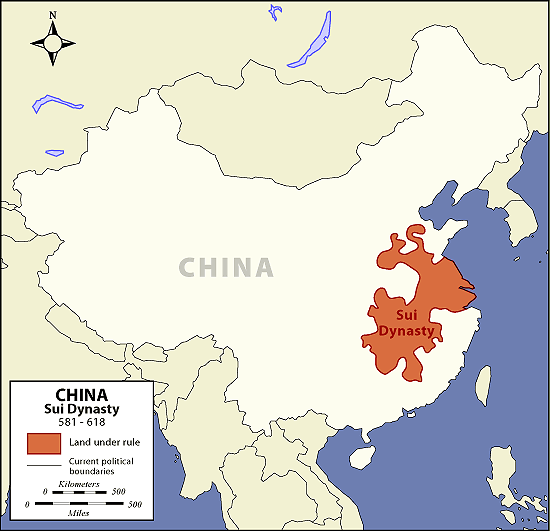 N
CHINA
Sui
Dynasty
CHINA
Sui Dynasty
581 - 618
Land under rule
Current political
boundaries
Kilometers
0 500
0 500
Miles